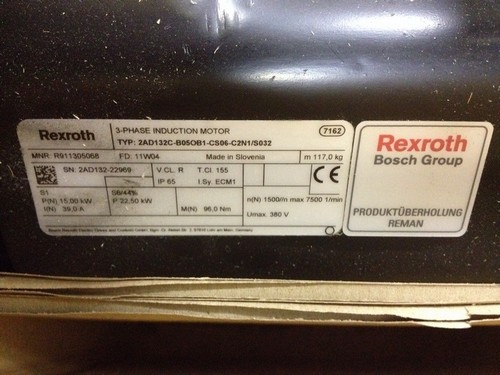 Rexroth 3-PHASE INDUCTION MOTOR 7162
TYP: 2AD132C-B05OB1-CS06-C2N1/S032
MNR: R911305068 FD: 11W04 Made in Slovenia m 117,0 kg
SN: 2AD132-22969 V.CL. R T.Cl. 155 CE
IP 65 I.Sy. ECM1
S1 S6/44%
P(N) 15,00 kW P 22,50 kW n(N) 1500/m max 7500 1/min
I(N) 39,0 A M(N) 96,0 Nm Umax. 380 V
Rexroth
Bosch Group
PRODUKTÜBERHOLUNG
REMAN